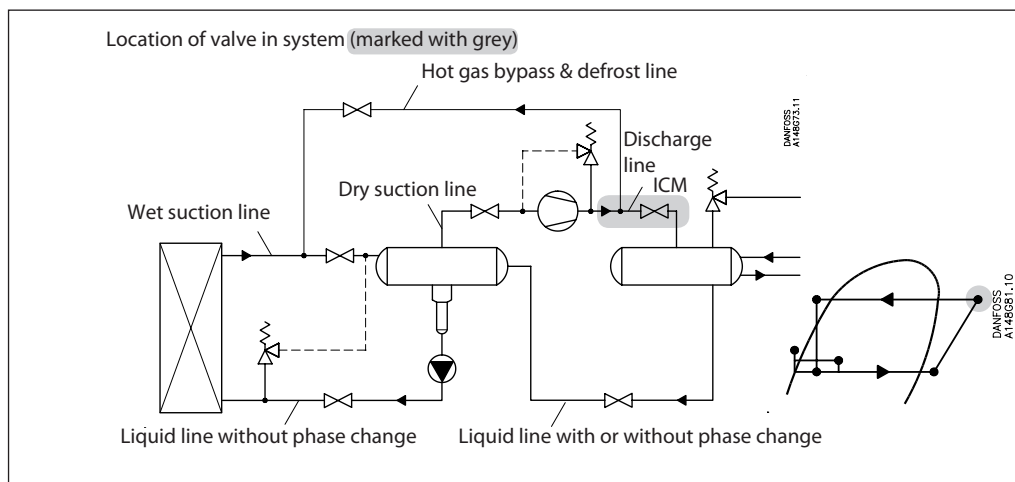 Location of valve in system (marked with grey)
Hot gas bypass & defrost line
DANFOSS
A148G73.11
Discharge
line
ICM
Dry suction line
Wet suction line
DANFOSS
A148G81.10
Liquid line without phase change
Liquid line with or without phase change